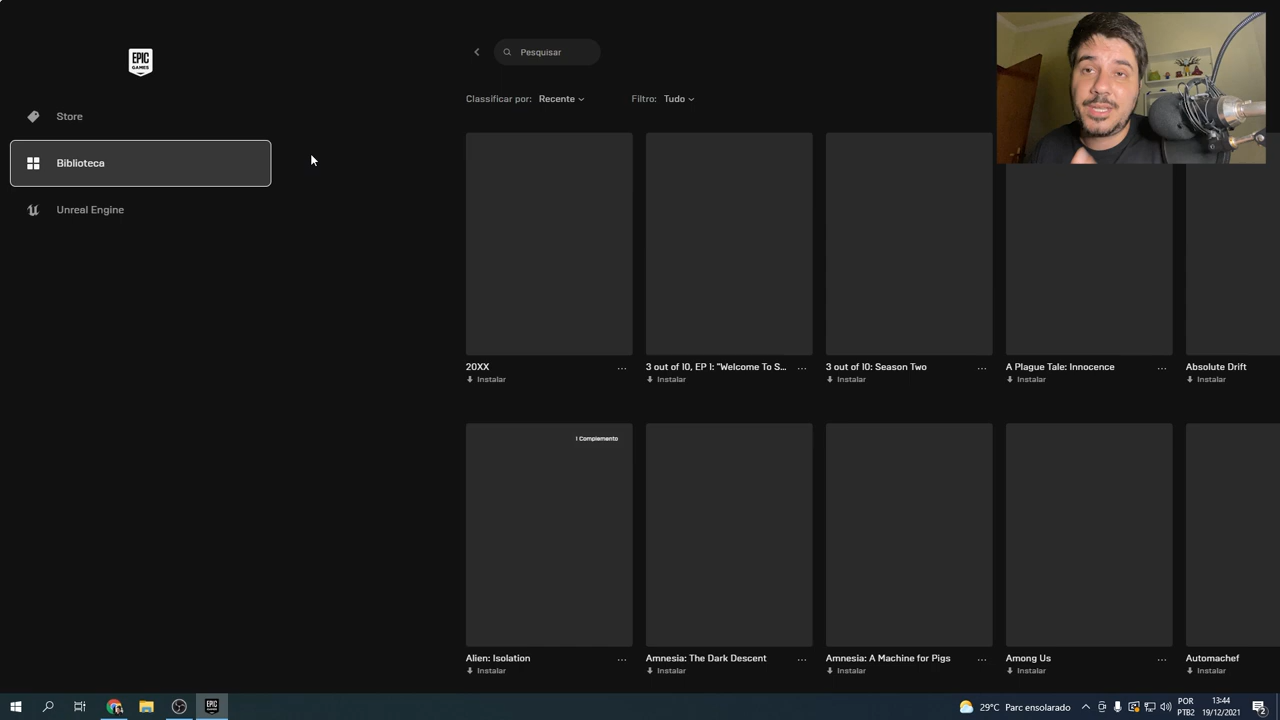 EPIC
GAMES
Store
Biblioteca
Unreal Engine
Pesquisar
Classificar por: Recente
Filtro: Tudo
20XX
Instalar
3 out of 10, EP 1: "Welcome To S...
Instalar
3 out of 10: Season Two
Instalar
A Plague Tale: Innocence
Instalar
Absolute Drift
Instalar
1 Complemento
Alien: Isolation
Instalar
Amnesia: The Dark Descent
Instalar
Amnesia: A Machine for Pigs
Instalar
Among Us
Instalar
Automachef
Instalar
EPIC
29°C Parc ensolarado
POR
PTB2
13:44
19/12/2021
2